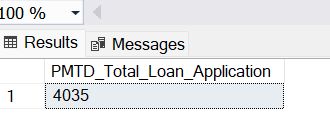 100 %
Results Messages
PMTD_Total_Loan_Application
1 4035